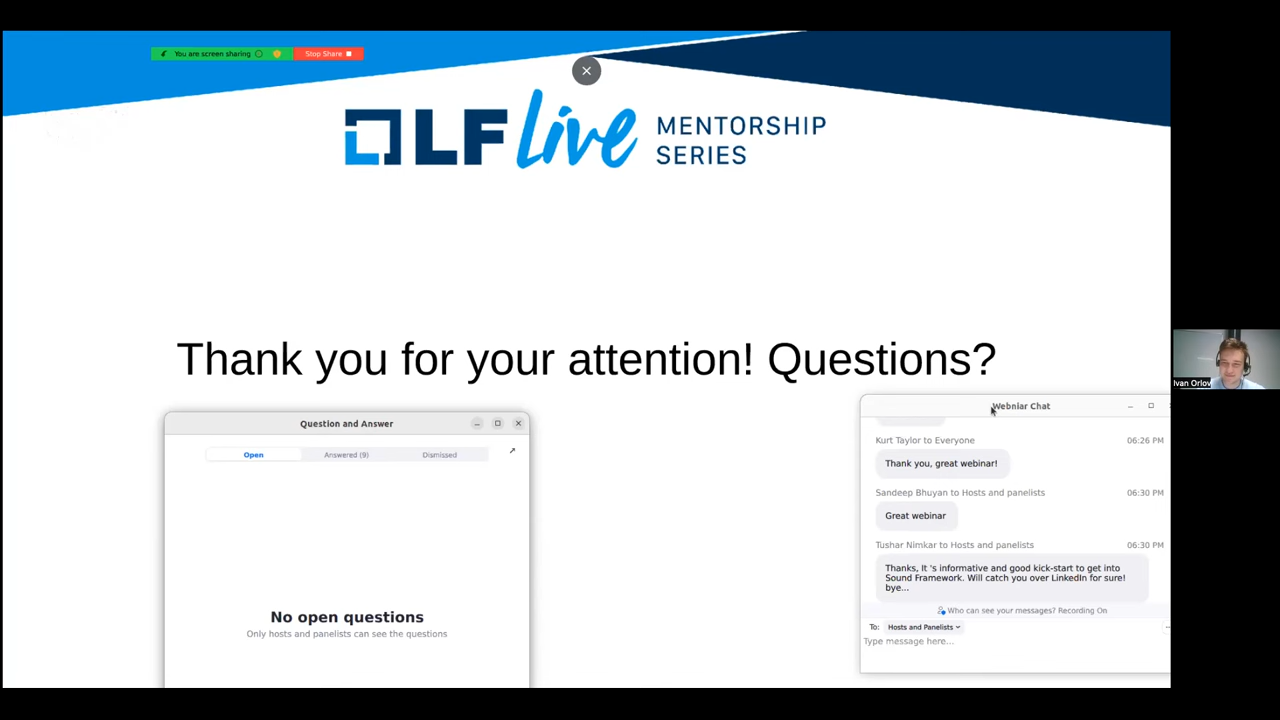 You are screen sharing
Stop Share
LF Live MENTORSHIP
SERIES
Thank you for your attention! Questions?
Ivan Orlov
Question and Answer
Open Answered (9) Dismissed
No open questions
Only hosts and panelists can see the questions
Webniar Chat
Kurt Taylor to Everyone 06:26 PM
Thank you, great webinar!
Sandeep Bhuyan to Hosts and panelists 06:30 PM
Great webinar
Tushar Nimkar to Hosts and panelists 06:30 PM
Thanks, It 's informative and good kick-start to get into
Sound Framework. Will catch you over LinkedIn for sure!
bye...
Who can see your messages? Recording On
To: Hosts and Panelists
Type message here...